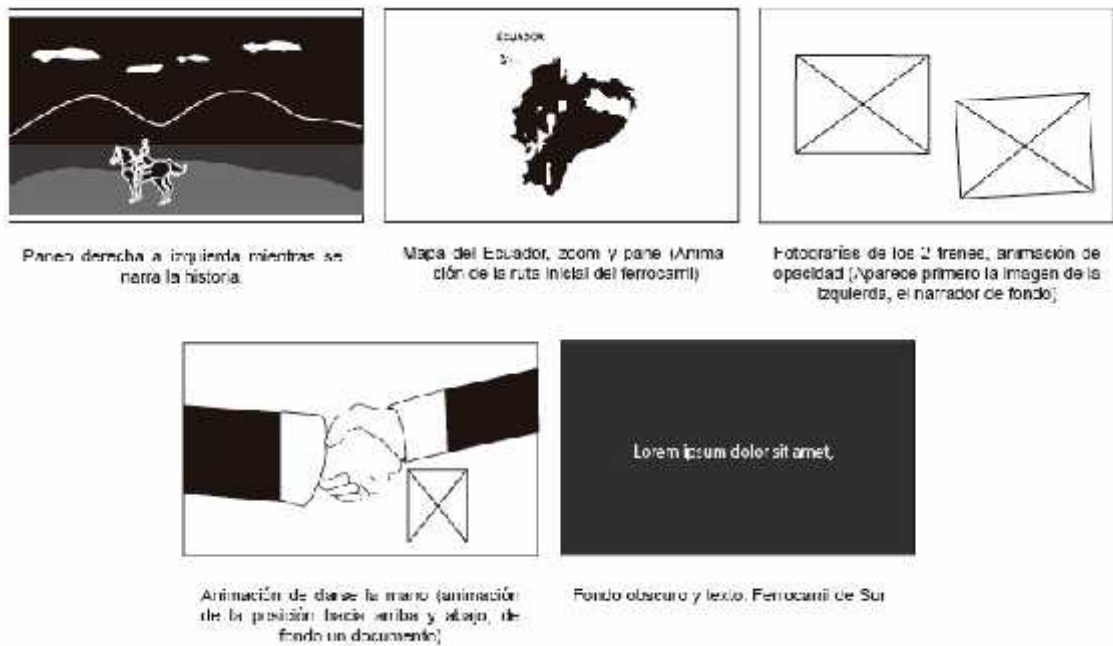 ECUADOR
Paneo derecha a izquierda mientras se
narra la historia
Mapa del Ecuador, zoom y pane (Anima
ción de la ruta inicial del ferrocarril)
Fotografías de los 2 trenes, animación de
opacidad (Aparece primero la imagen de la
izquierda, el narrador de fondo)
Lorem ipsum dolor sit amet,
Animación de darse la mano (animación
de la posición hacia arriba y abajo, de
fondo un documento)
Fondo obscuro y texto. Ferrocarril de Sur